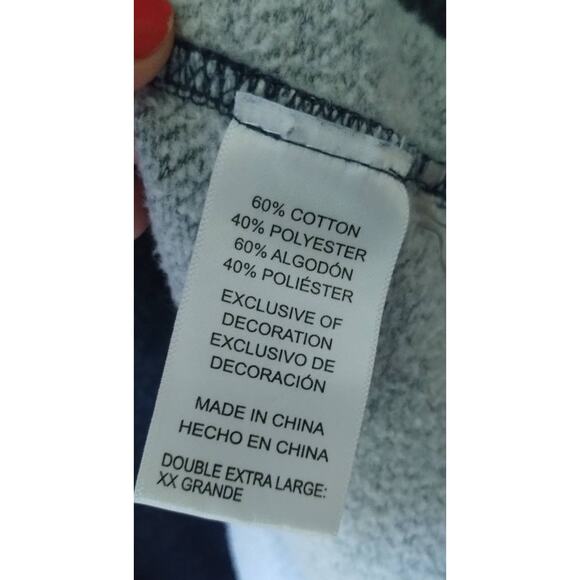 60% COTTON
40% POLYESTER
60% ALGODÓN
40% POLIÉSTER
EXCLUSIVE OF
DECORATION
EXCLUSIVO DE
DECORACIÓN
MADE IN CHINA
HECHO EN CHINA
DOUBLE EXTRA LARGE:
XX GRANDE